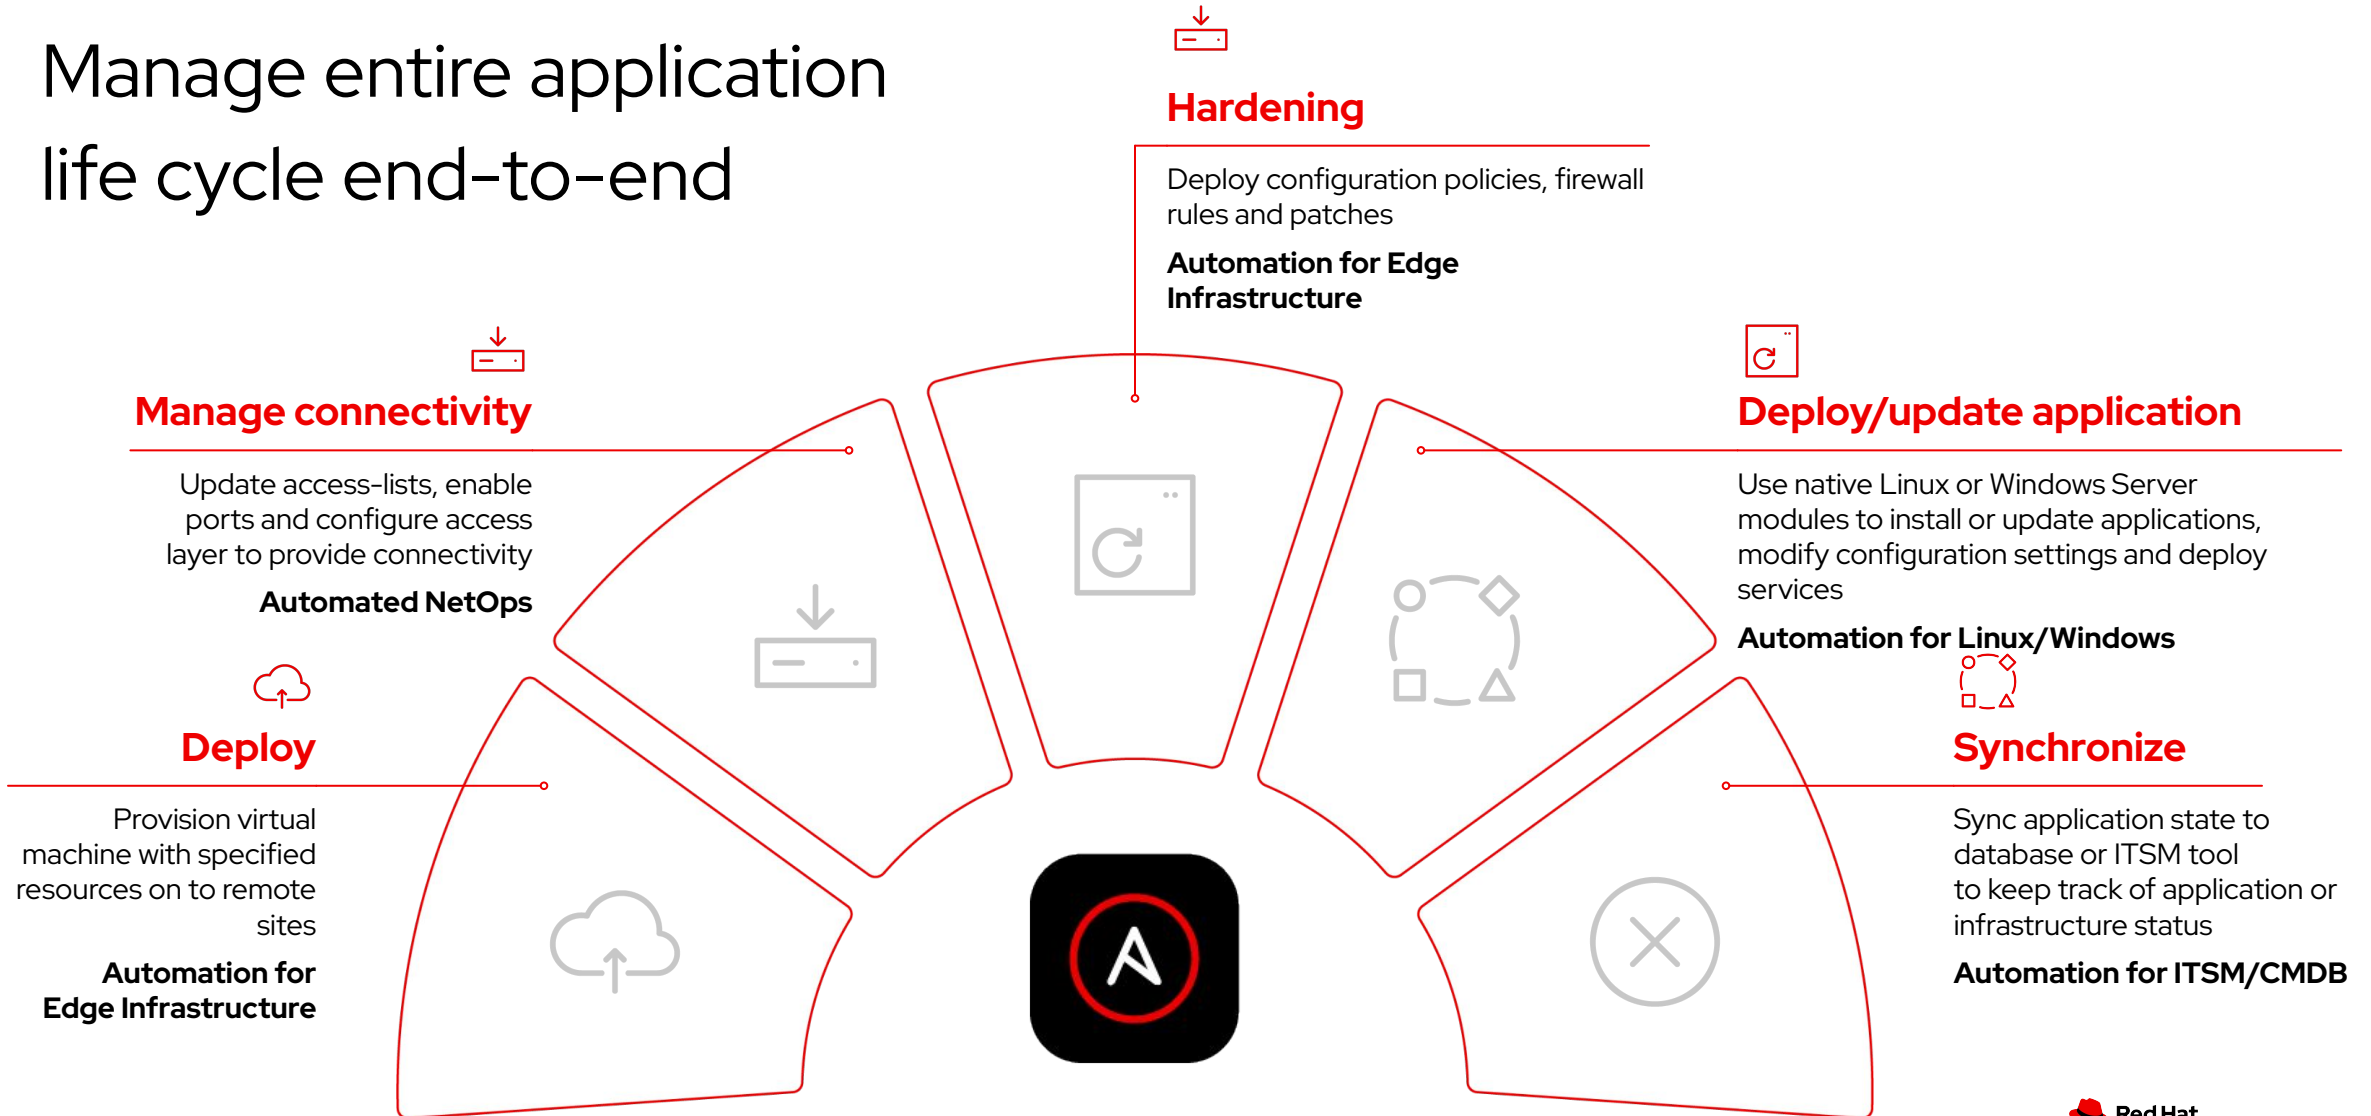 Manage entire application
life cycle end-to-end
Hardening
Deploy configuration policies, firewall
rules and patches
Automation for Edge
Infrastructure
Manage connectivity
Update access-lists, enable
ports and configure access
layer to provide connectivity
Automated NetOps
Deploy/update application
Use native Linux or Windows Server
modules to install or update applications,
modify configuration settings and deploy
services
Automation for Linux/Windows
Deploy
Provision virtual
machine with specified
resources on to remote
sites
Automation for
Edge Infrastructure
Synchronize
Sync application state to
database or ITSM tool
to keep track of application or
infrastructure status
Automation for ITSM/CMDB
Red Hat